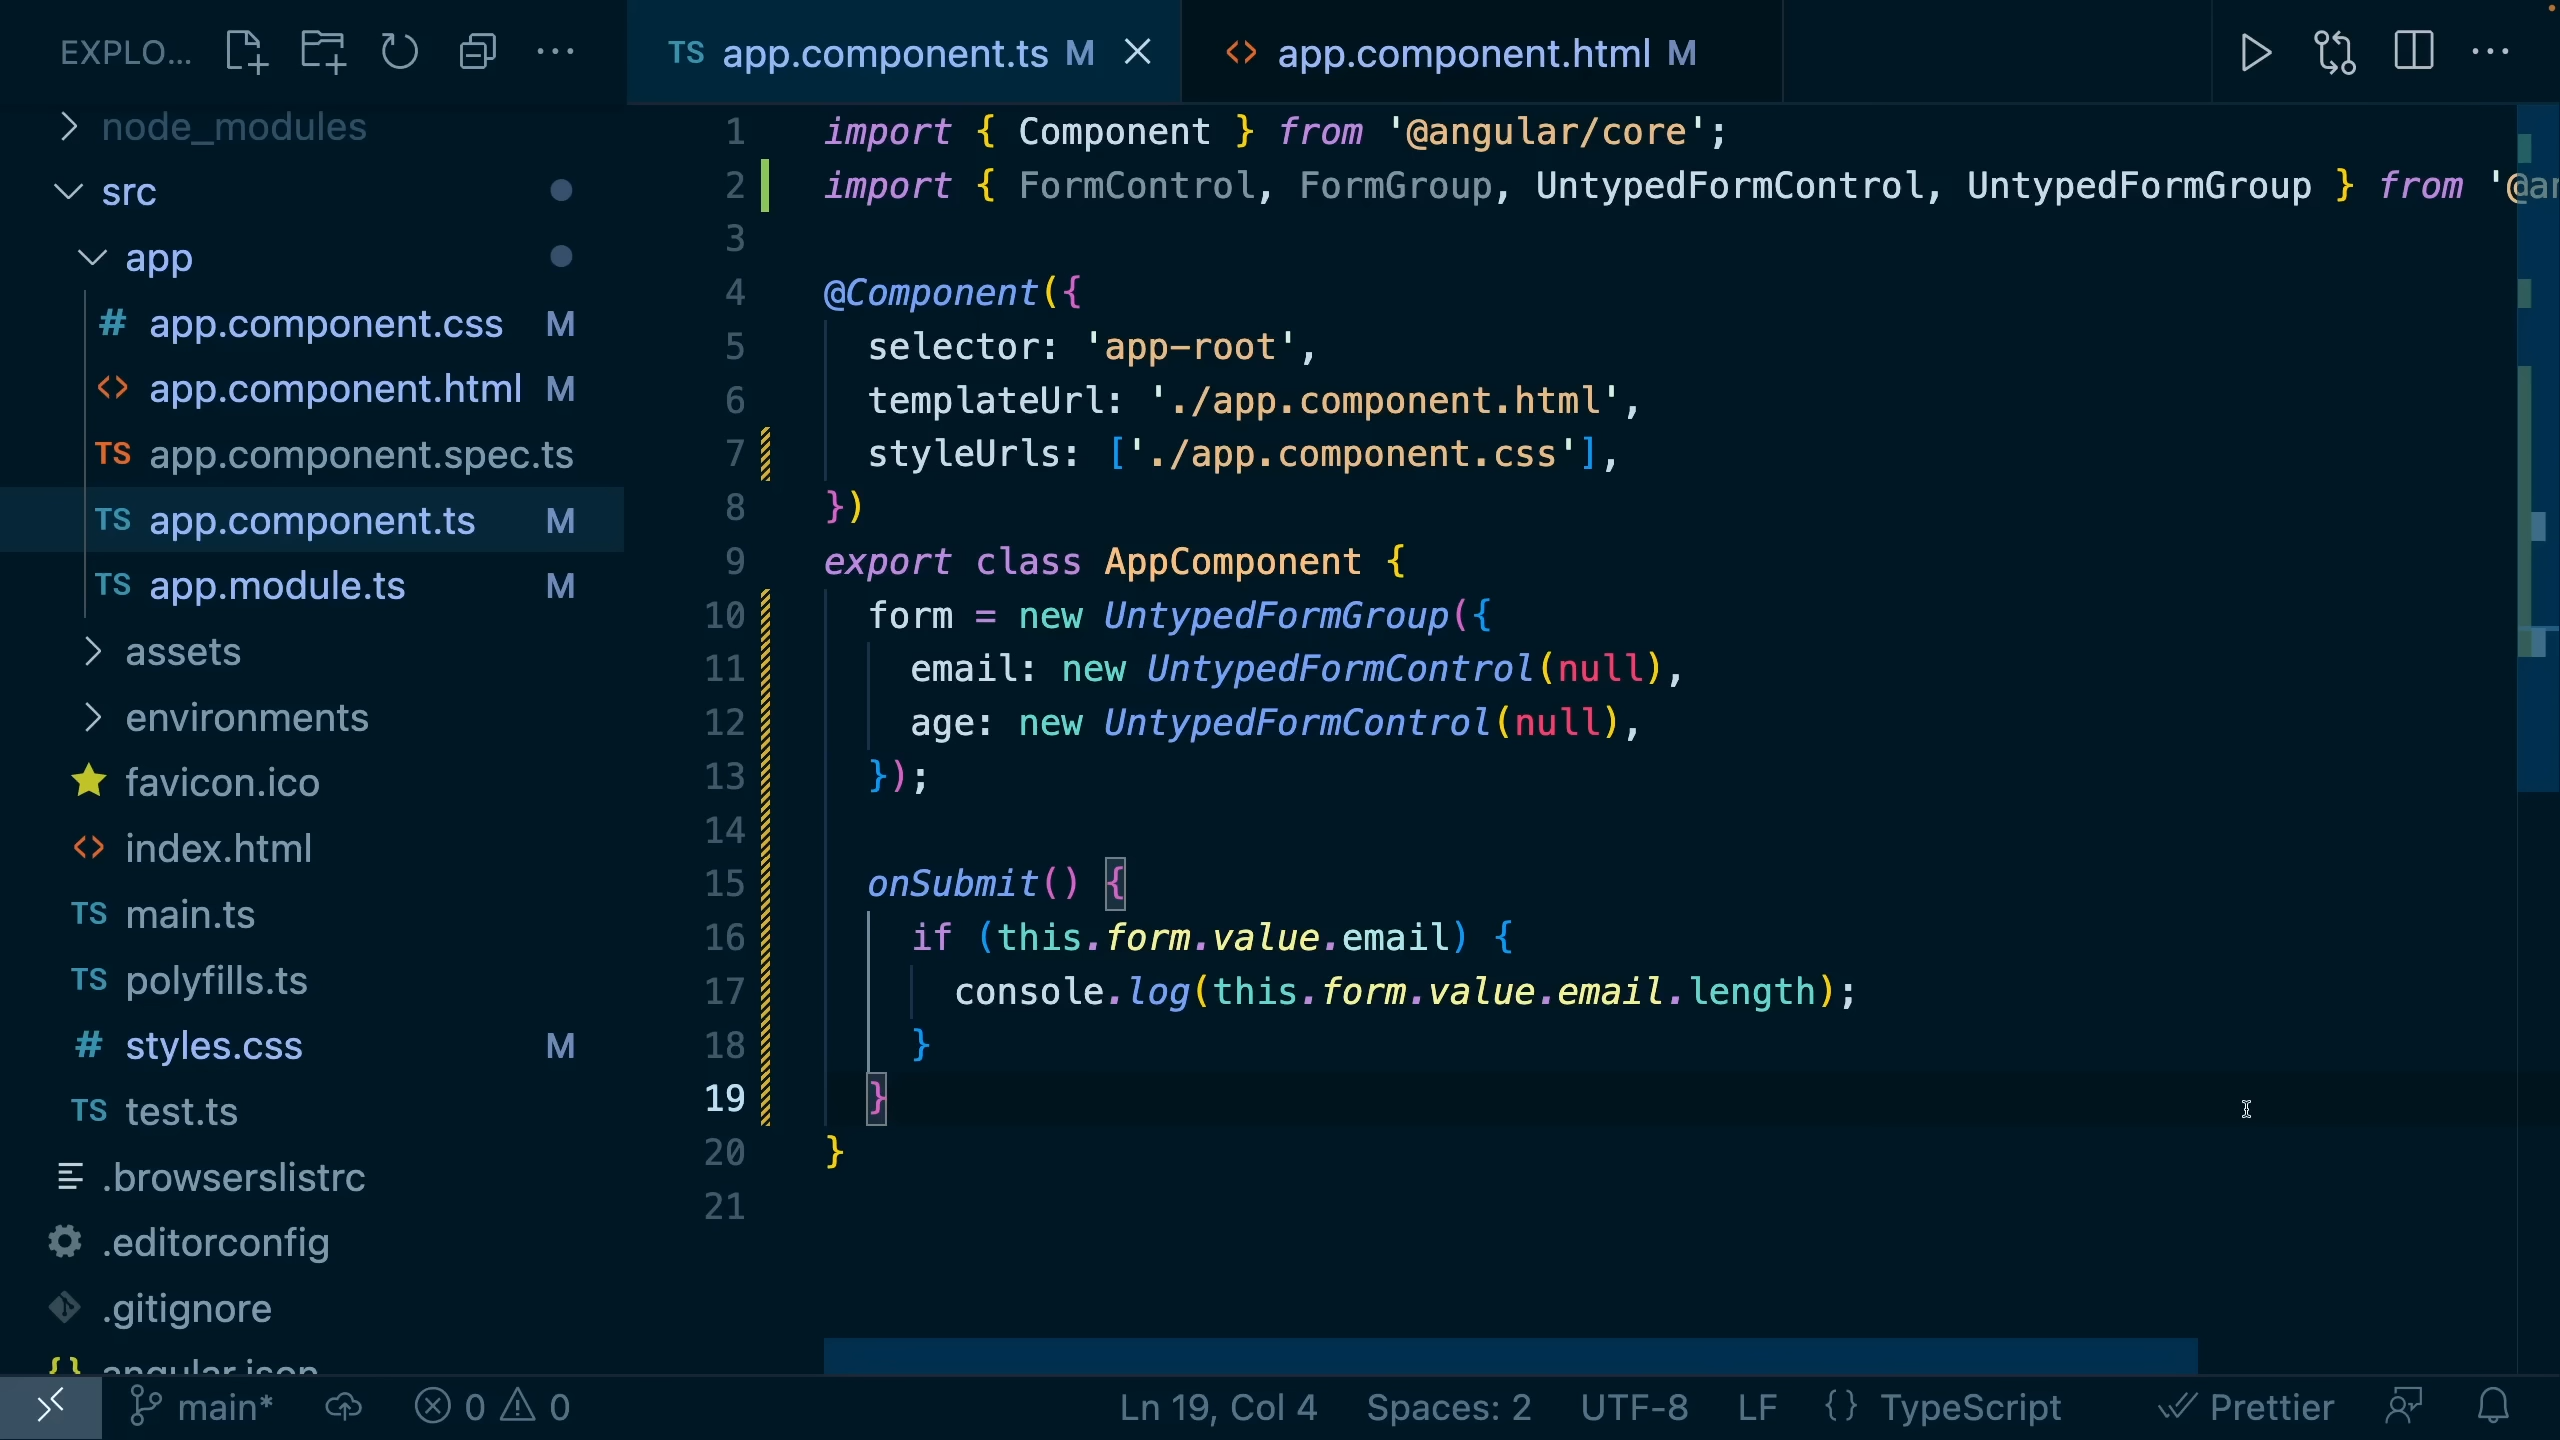 EXPLO...
node_modules
src
app
# app.component.css M
<> app.component.html M
TS app.component.spec.ts
TS app.component.ts M
TS app.module.ts M
assets
environments
favicon.ico
<> index.html
TS main.ts
TS polyfills.ts
# styles.css M
TS test.ts
.browserslistrc
.editorconfig
.gitignore
{} angular.json
TS app.component.ts M
<> app.component.html M
1 import { Component } from '@angular/core';
2 import { FormControl, FormGroup, UntypedFormControl, UntypedFormGroup } from '@an
3
4 @Component({
5 selector: 'app-root',
6 templateUrl: './app.component.html',
7 styleUrls: ['./app.component.css'],
8 })
9 export class AppComponent {
10 form = new UntypedFormGroup({
11 email: new UntypedFormControl(null),
12 age: new UntypedFormControl(null),
13 });
14
15 onSubmit() {
16 if (this.form.value.email) {
17 console.log(this.form.value.email.length);
18 }
19 }
20 }
21
main* 0 0 Ln 19, Col 4 Spaces: 2 UTF-8 LF {} TypeScript Prettier